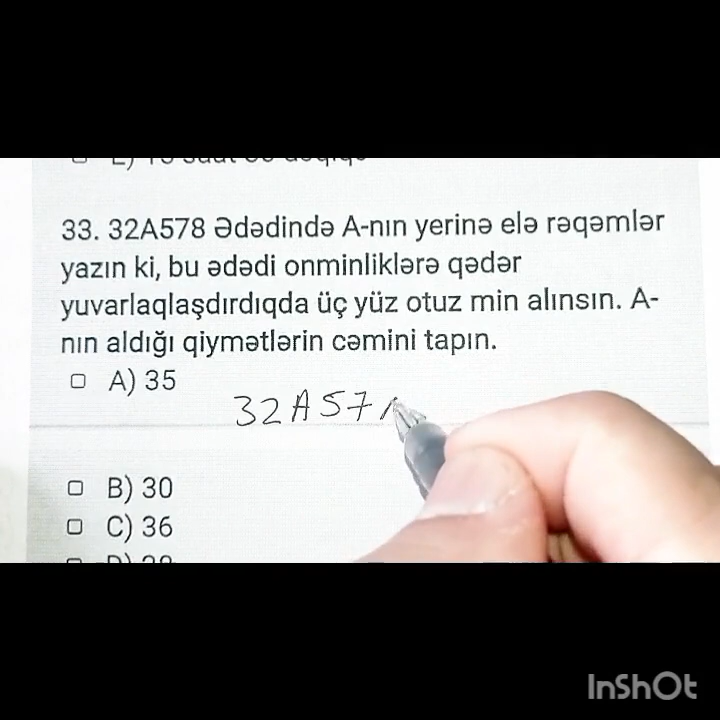 33. 32A578 Ədədində A-nın yerinə elə rəqəmlər
yazın ki, bu ədədi onminliklərə qədər
yuvarlaqlaşdırdıqda üç yüz otuz min alınsın. A-
nın aldığı qiymətlərin cəmini tapın.
A) 35
32A57
B) 30
C) 36
InShOt